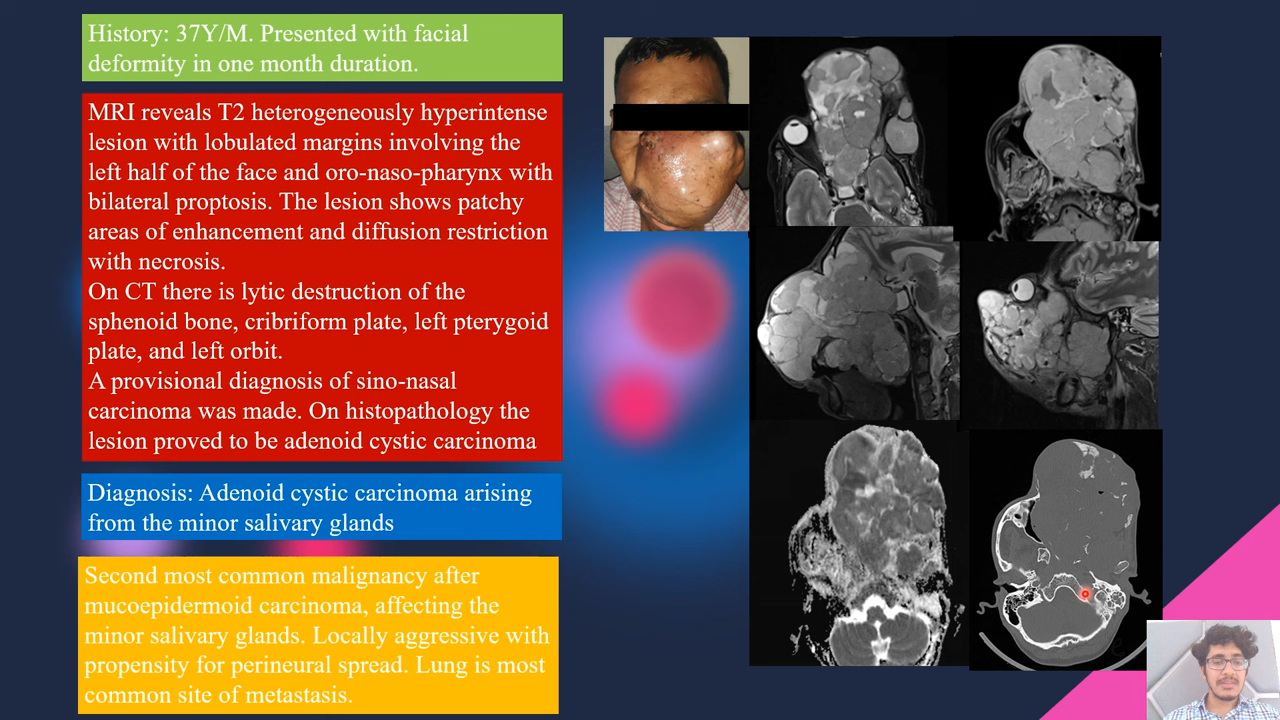 History: 37Y/M. Presented with facial
deformity in one month duration.
MRI reveals T2 heterogeneously hyperintense
lesion with lobulated margins involving the
left half of the face and oro-naso-pharynx with
bilateral proptosis. The lesion shows patchy
areas of enhancement and diffusion restriction
with necrosis.
On CT there is lytic destruction of the
sphenoid bone, cribriform plate, left pterygoid
plate, and left orbit.
A provisional diagnosis of sino-nasal
carcinoma was made. On histopathology the
lesion proved to be adenoid cystic carcinoma
Diagnosis: Adenoid cystic carcinoma arising
from the minor salivary glands
Second most common malignancy after
mucoepidermoid carcinoma, affecting the
minor salivary glands. Locally aggressive with
propensity for perineural spread. Lung is most
common site of metastasis.